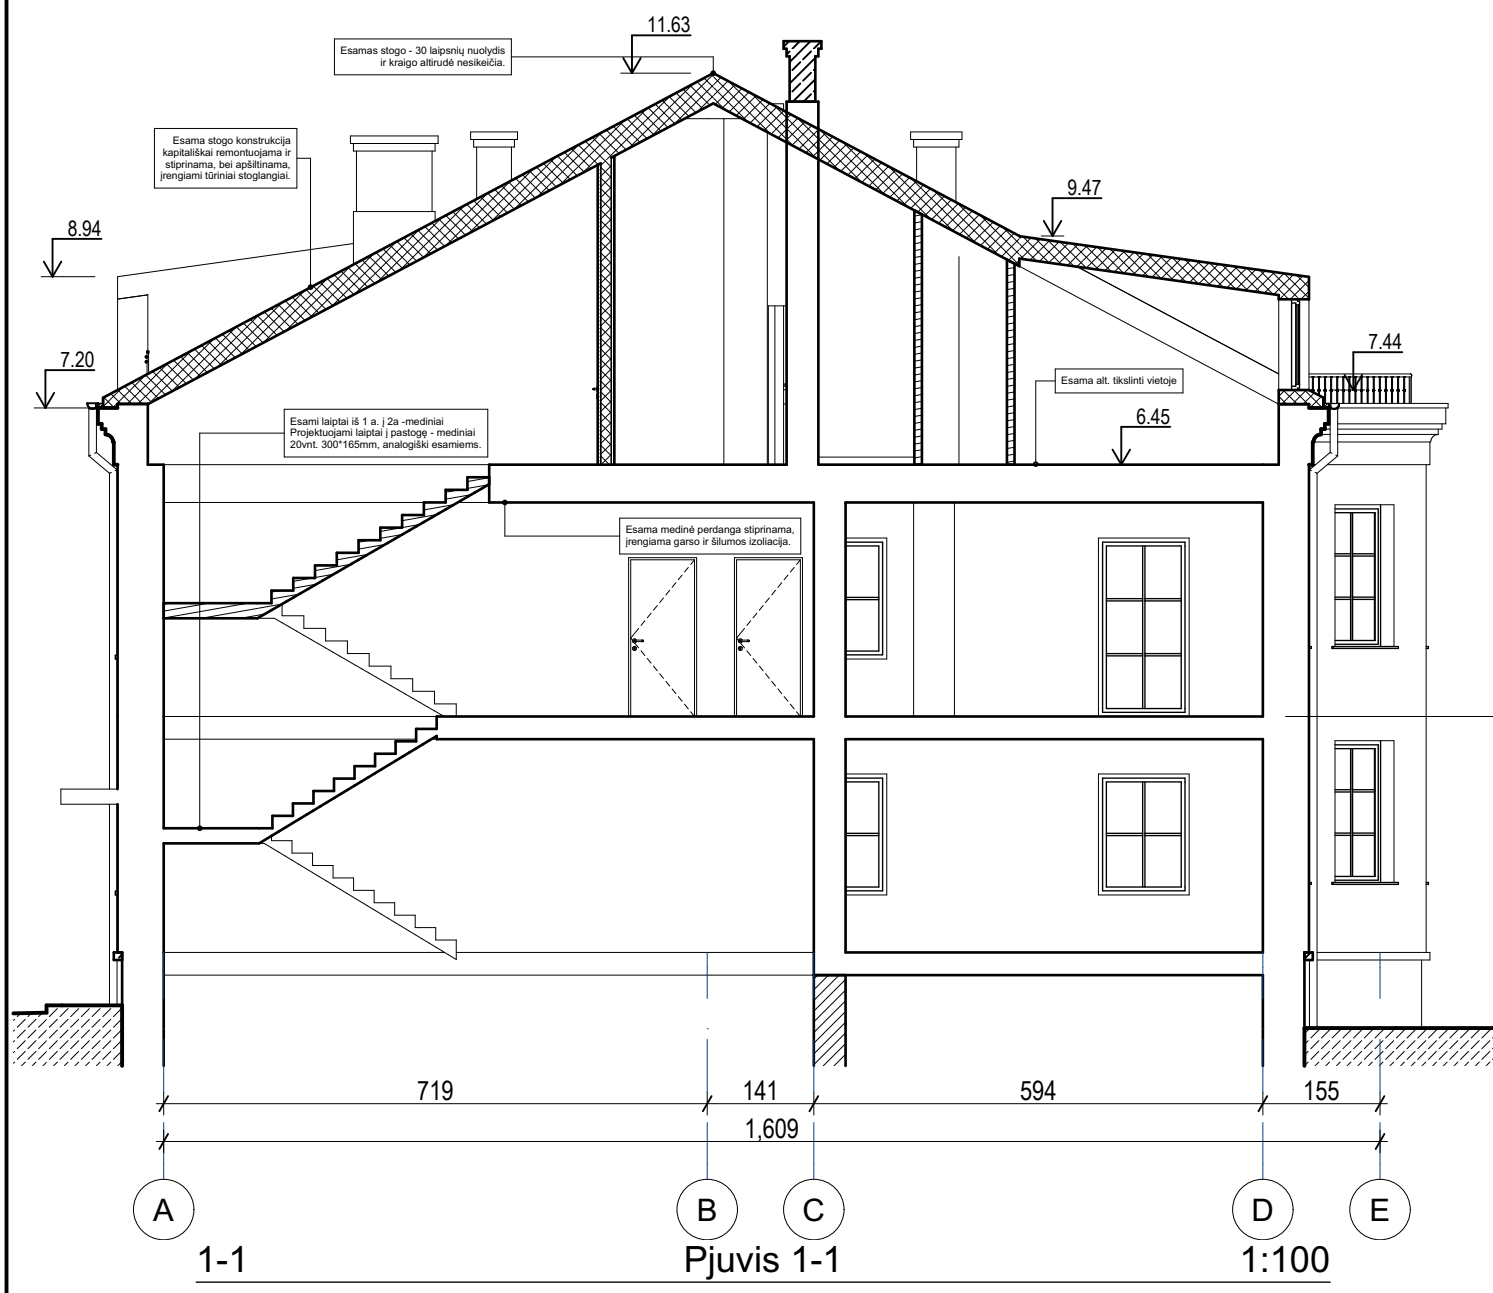 11.63
Esamas stogo - 30 laipsnių nuolydis
ir kraigo altirudė nesikeičia.
Esama stogo konstrukcija
kapitališkai remontuojama ir
stiprinama, bei apšiltinama,
įrengiami tūriniai stoglangiai.
9.47
8.94
7.20
7.44
Esama alt. tikslinti vietoje
6.45
Esami laiptai iš 1 a. į 2a -mediniai
Projektuojami laiptai į pastogę - mediniai
20vnt. 300*165mm, analogiški esamiems.
Esama medinė perdanga stiprinama,
įrengiama garso ir šilumos izoliacija.
719
141
594
155
1,609
A
B
C
D
E
1-1
Pjuvis 1-1
1:100